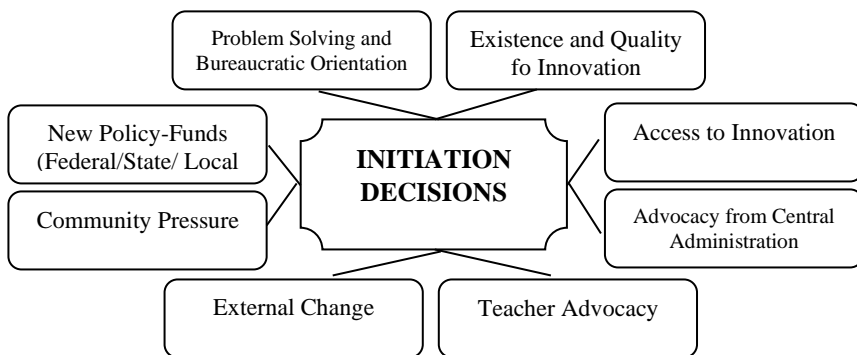 Problem Solving and
Bureaucratic Orientation
Existence and Quality
fo Innovation
New Policy-Funds
(Federal/State/ Local
INITIATION
DECISIONS
Access to Innovation
Community Pressure
Advocacy from Central
Administration
External Change
Teacher Advocacy